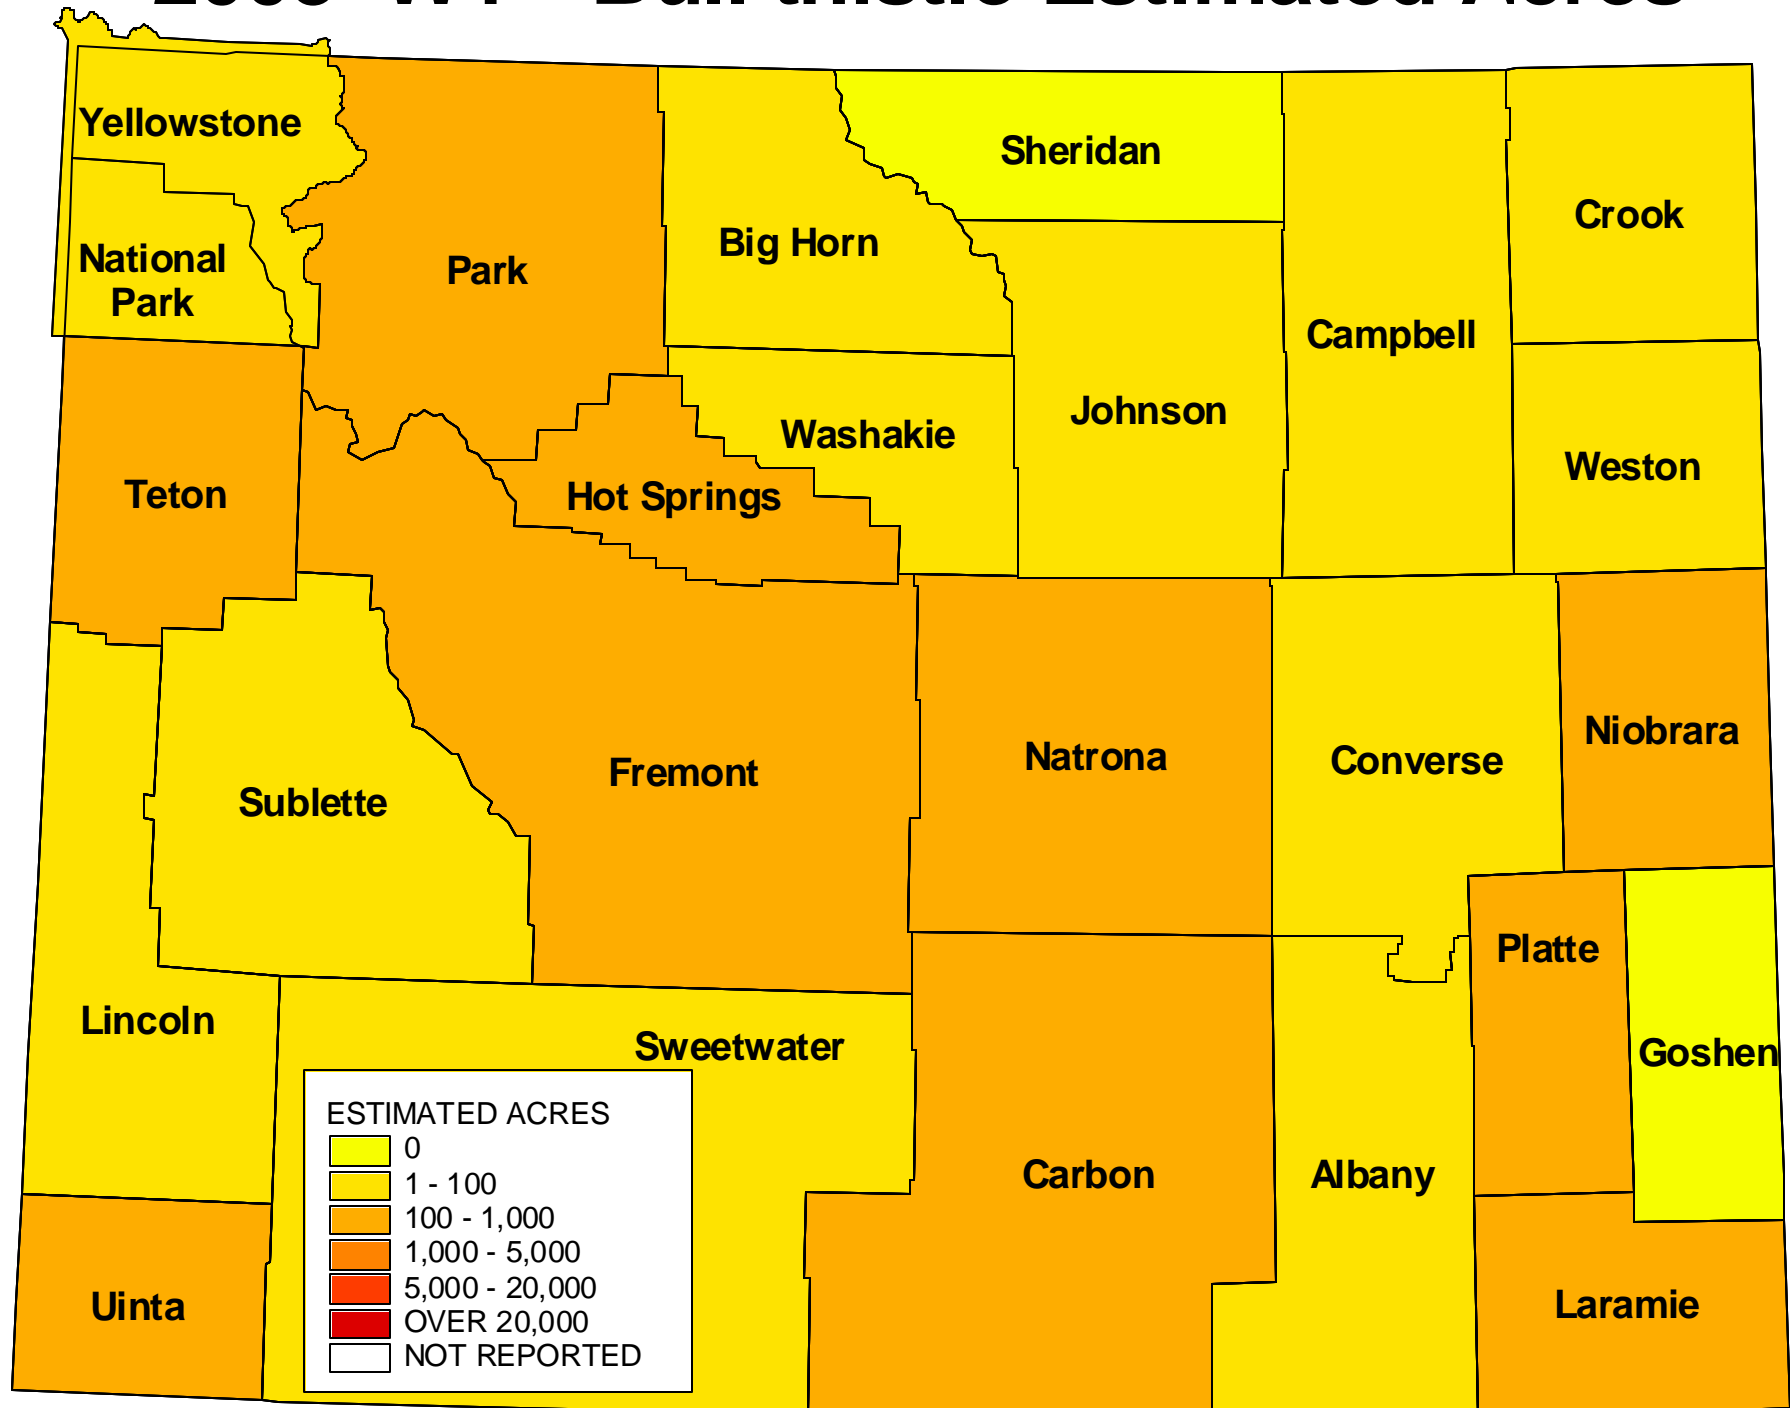 Yellowstone
National
Park
Park
Big Horn
Sheridan
Crook
Campbell
Johnson
Washakie
Weston
Teton
Hot Springs
Niobrara
Natrona
Converse
Fremont
Sublette
Platte
Lincoln
Sweetwater
Goshen
Carbon
Albany
Uinta
Laramie
ESTIMATED ACRES
0
1 - 100
100 - 1,000
1,000 - 5,000
5,000 - 20,000
OVER 20,000
NOT REPORTED